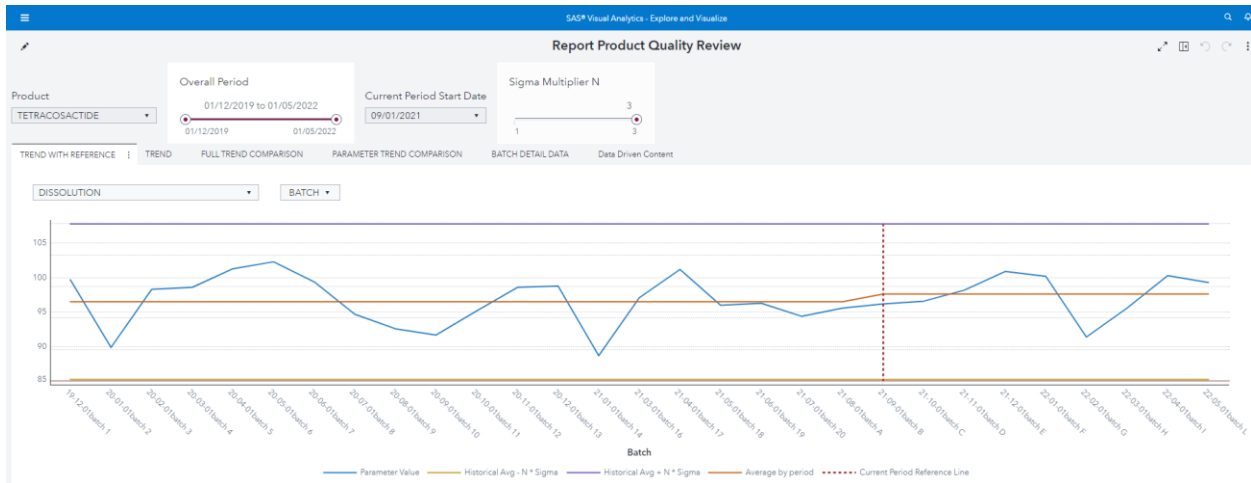 SAS® Visual Analytics - Explore and Visualize
Report Product Quality Review
Product
TETRACOSACTIDE
Overall Period
01/12/2019 to 01/05/2022
01/12/2019 01/05/2022
Current Period Start Date
09/01/2021
Sigma Multiplier N
3
1 3
TREND WITH REFERENCE TREND FULL TREND COMPARISON PARAMETER TREND COMPARISON BATCH DETAIL DATA Data Driven Content
DISSOLUTION BATCH
105
100
95
90
85
19-12-01batch 1
20-01-01batch 2
20-02-01batch 3
20-03-01batch 4
20-04-01batch 5
20-05-01batch 6
20-06-01batch 7
20-07-01batch 8
20-08-01batch 9
20-09-01batch 10
20-10-01batch 11
20-11-01batch 12
20-12-01batch 13
21-01-01batch 14
21-03-01batch 16
21-04-01batch 17
21-05-01batch 18
21-06-01batch 19
21-07-01batch 20
21-08-01batch A
21-09-01batch B
21-10-01batch C
21-11-01batch D
21-12-01batch E
22-01-01batch F
22-02-01batch G
22-03-01batch H
22-04-01batch I
22-05-01batch L
Batch
Parameter Value Historical Avg - N * Sigma Historical Avg + N * Sigma Average by period Current Period Reference Line